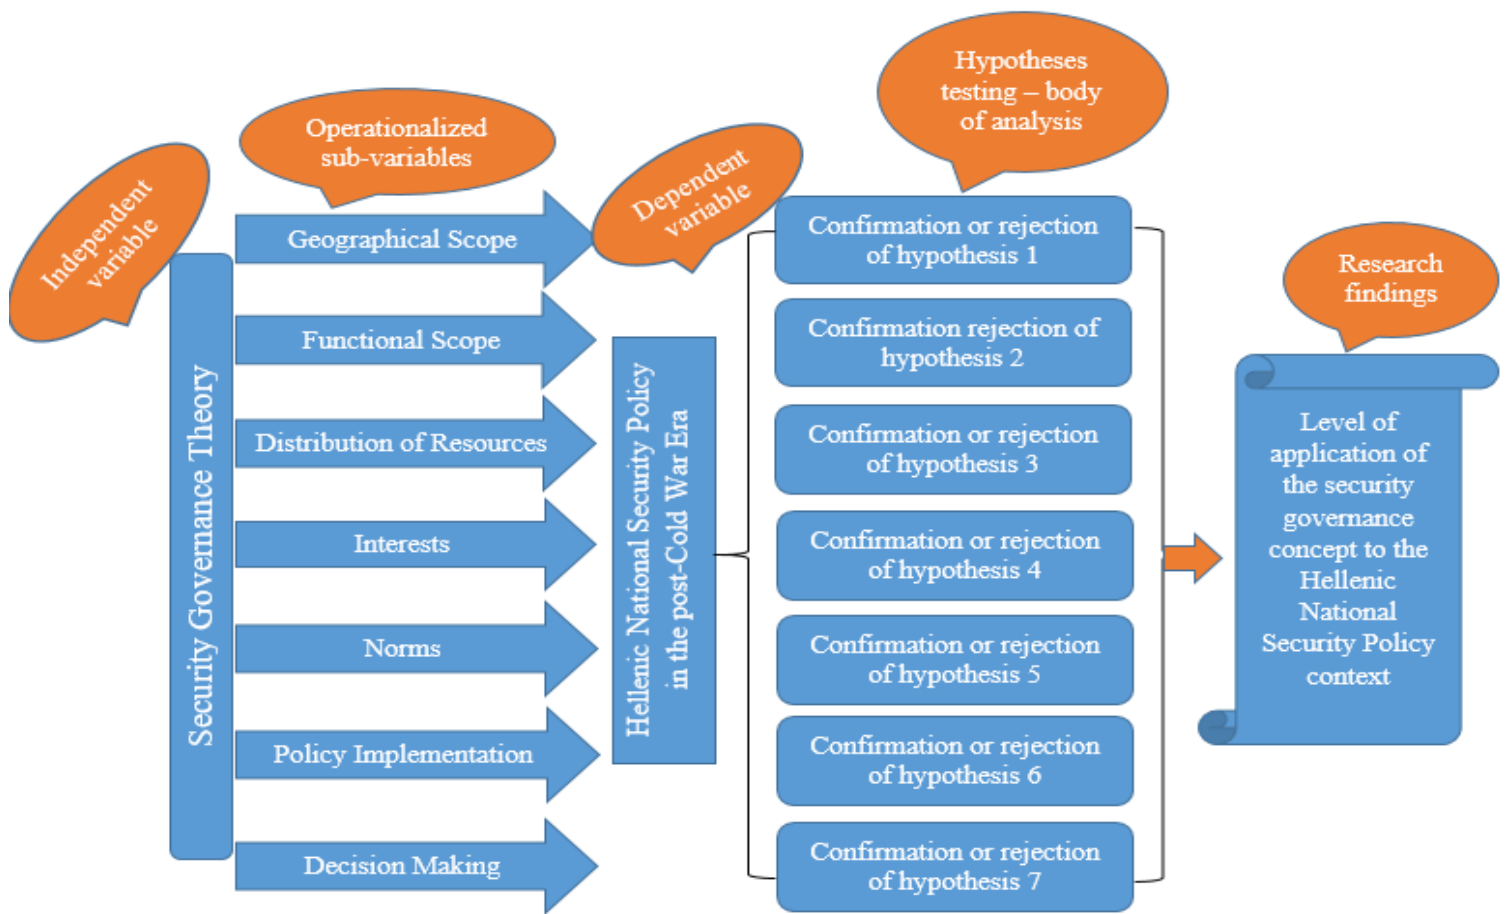 Independent
variable
Operationalized
sub-variables
Dependent
variable
Hypotheses
testing – body
of analysis
Research
findings
Security Governance Theory
Geographical Scope
Functional Scope
Distribution of Resources
Interests
Norms
Policy Implementation
Decision Making
Hellenic National Security Policy
in the post-Cold War Era
Confirmation or rejection
of hypothesis 1
Confirmation rejection of
hypothesis 2
Confirmation or rejection
of hypothesis 3
Confirmation or rejection
of hypothesis 4
Confirmation or rejection
of hypothesis 5
Confirmation or rejection
of hypothesis 6
Confirmation or rejection
of hypothesis 7
Level of
application of
the security
governance
concept to the
Hellenic
National
Security Policy
context